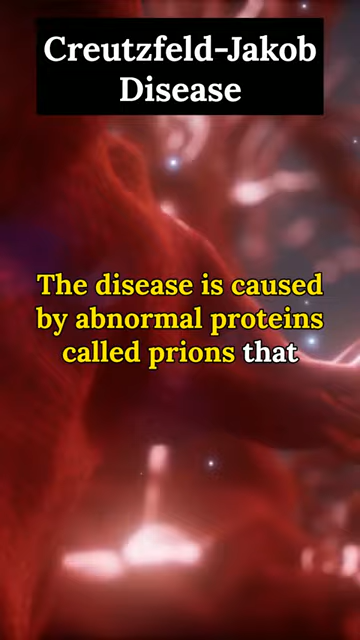 Creutzfeld-Jakob
Disease
The disease is caused
by abnormal proteins
called prions that